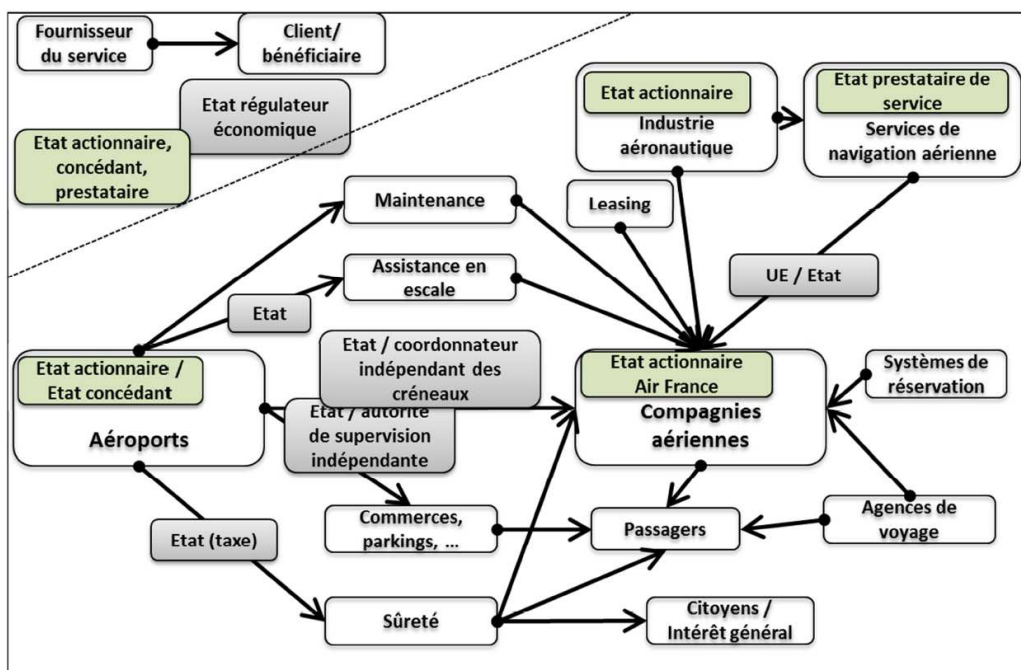 Fournisseur
du service
Client/
bénéficiaire
Etat régulateur
économique
Etat actionnaire,
concédant,
prestataire
Etat actionnaire
Industrie
aéronautique
Etat prestataire de
service
Services de
navigation aérienne
Maintenance
Leasing
Assistance en
escale
UE / Etat
Etat
Etat actionnaire /
Etat concédant
Aéroports
Etat / coordonnateur
indépendant des
créneaux
Etat / autorité
de supervision
indépendante
Etat actionnaire
Air France
Compagnies
aériennes
Systèmes de
réservation
Commerces,
parkings, ...
Passagers
Agences de
voyage
Etat (taxe)
Sûreté
Citoyens /
Intérêt général